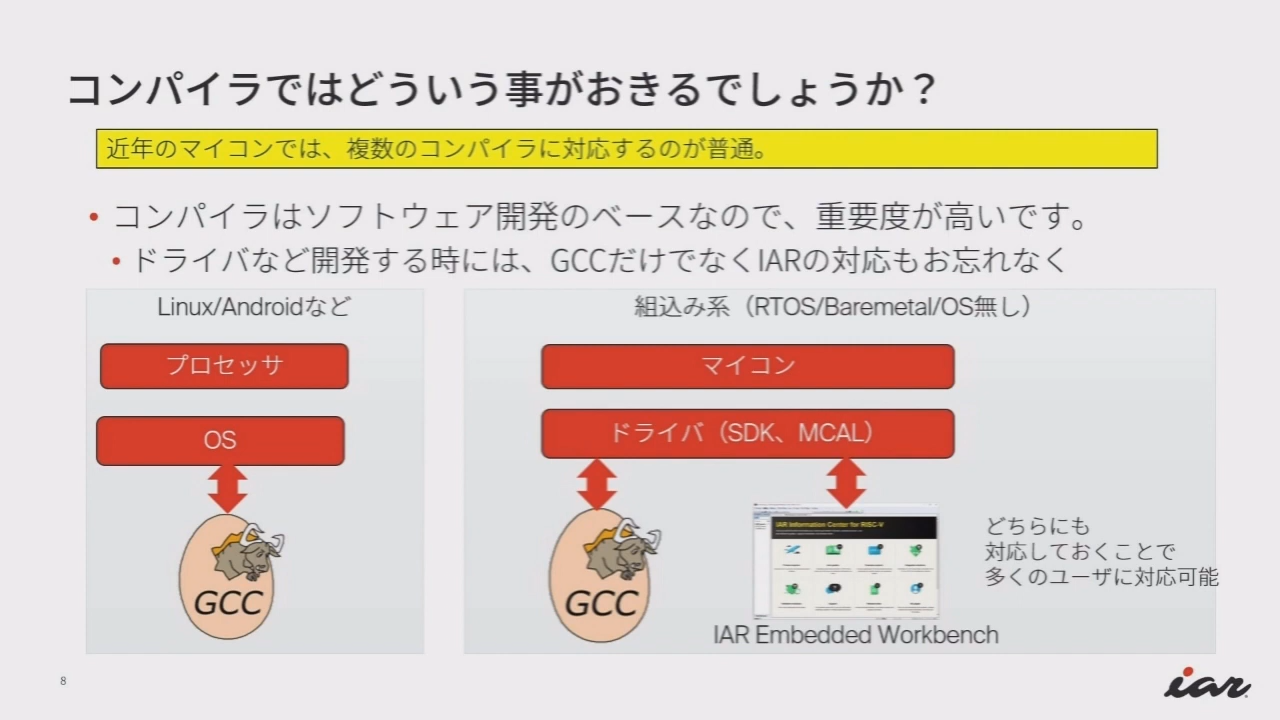 コンパイラではどういう事がおきるでしょうか？
近年のマイコンでは、複数のコンパイラに対応するのが普通。
• コンパイラはソフトウェア開発のベースなので、重要度が高いです。
• ドライバなど開発する時には、GCCだけでなくIARの対応もお忘れなく
Linux/Androidなど
プロセッサ
OS
GCC
組込み系（RTOS/Baremetal/OS無し）
マイコン
ドライバ（SDK、MCAL）
GCC
IAR Information Center for RISC-V
IAR Embedded Workbench
どちらにも
対応しておくことで
多くのユーザに対応可能
8
iar